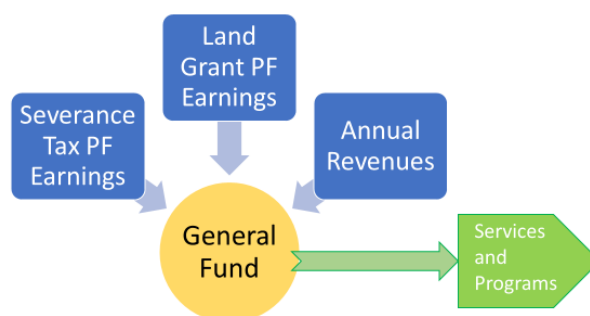 Land
Grant PF
Earnings
Severance
Tax PF
Earnings
Annual
Revenues
General
Fund
Services
and
Programs